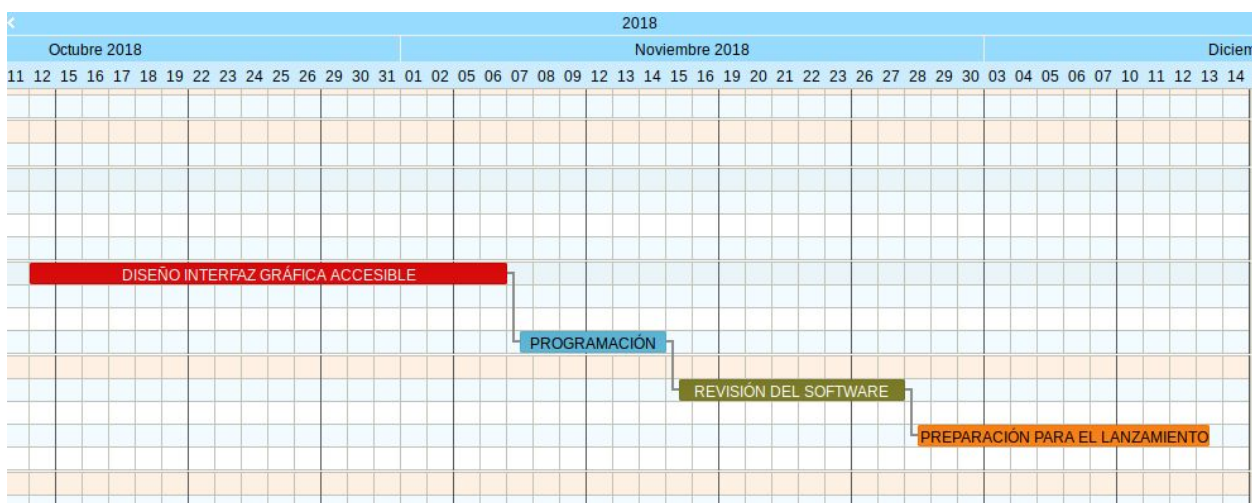 2018
Octubre 2018 Noviembre 2018 Diciem
11 12 15 16 17 18 19 22 23 24 25 26 29 30 31 01 02 05 06 07 08 09 12 13 14 15 16 19 20 21 22 23 26 27 28 29 30 03 04 05 06 07 10 11 12 13 14
DISEÑO INTERFAZ GRÁFICA ACCESIBLE
PROGRAMACIÓN
REVISIÓN DEL SOFTWARE
PREPARACIÓN PARA EL LANZAMIENTO